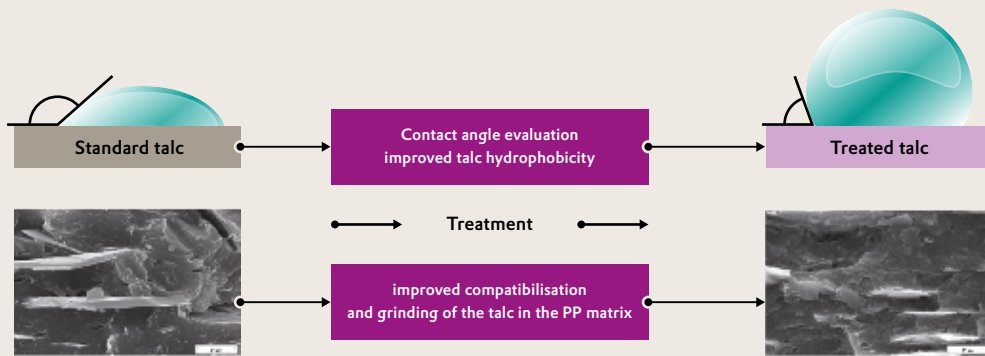 Contact angle evaluation
improved talc hydrophobicity
Standard talc
Treated talc
Treatment
improved compatibilisation
and grinding of the talc in the PP matrix